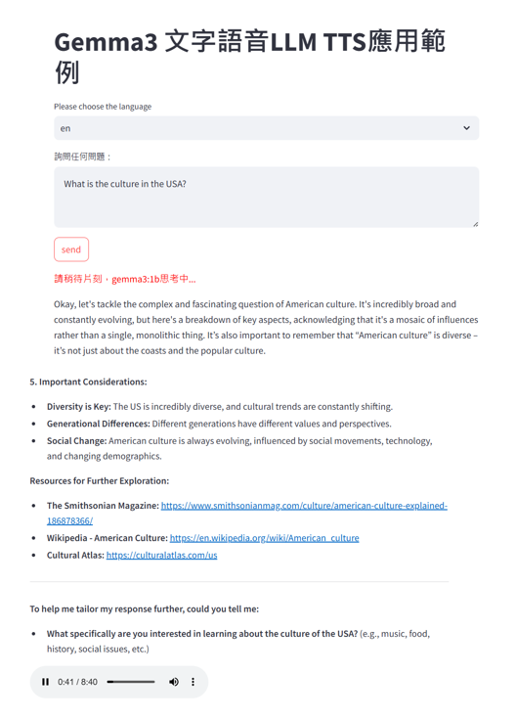 Gemma3 文字語音LLM TTS應用範
例
Please choose the language
en
詢問任何問題：
What is the culture in the USA?
send
請稍待片刻，gemma3:1b思考中...
Okay, let's tackle the complex and fascinating question of American culture. It's incredibly broad and
constantly evolving, but here's a breakdown of key aspects, acknowledging that it's a mosaic of influences
rather than a single, monolithic thing. It's also important to remember that “American culture” is diverse –
it's not just about the coasts and the popular culture.
5. Important Considerations:
• Diversity is Key: The US is incredibly diverse, and cultural trends are constantly shifting.
• Generational Differences: Different generations have different values and perspectives.
• Social Change: American culture is always evolving, influenced by social movements, technology,
and changing demographics.
Resources for Further Exploration:
• The Smithsonian Magazine: https://www.smithsonianmag.com/culture/american-culture-explained-
186878366/
• Wikipedia - American Culture: https://en.wikipedia.org/wiki/American_culture
• Cultural Atlas: https://culturalatlas.com/us
To help me tailor my response further, could you tell me:
• What specifically are you interested in learning about the culture of the USA? (e.g., music, food,
history, social issues, etc.)
0:41 / 8:40